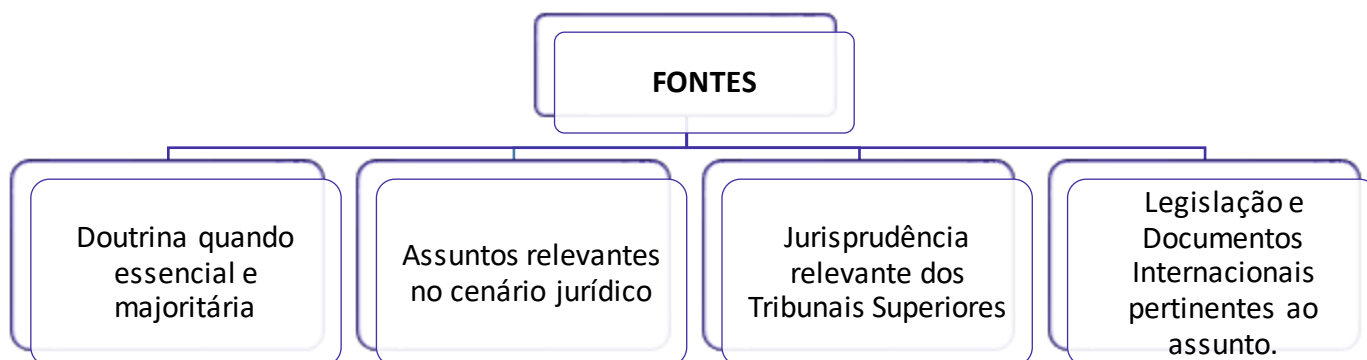 FONTES
Doutrina quando
essencial e
majoritária
Assuntos relevantes
no cenário jurídico
Jurisprudência
relevante dos
Tribunais Superiores
Legislação e
Documentos
Internacionais
pertinentes ao
assunto.